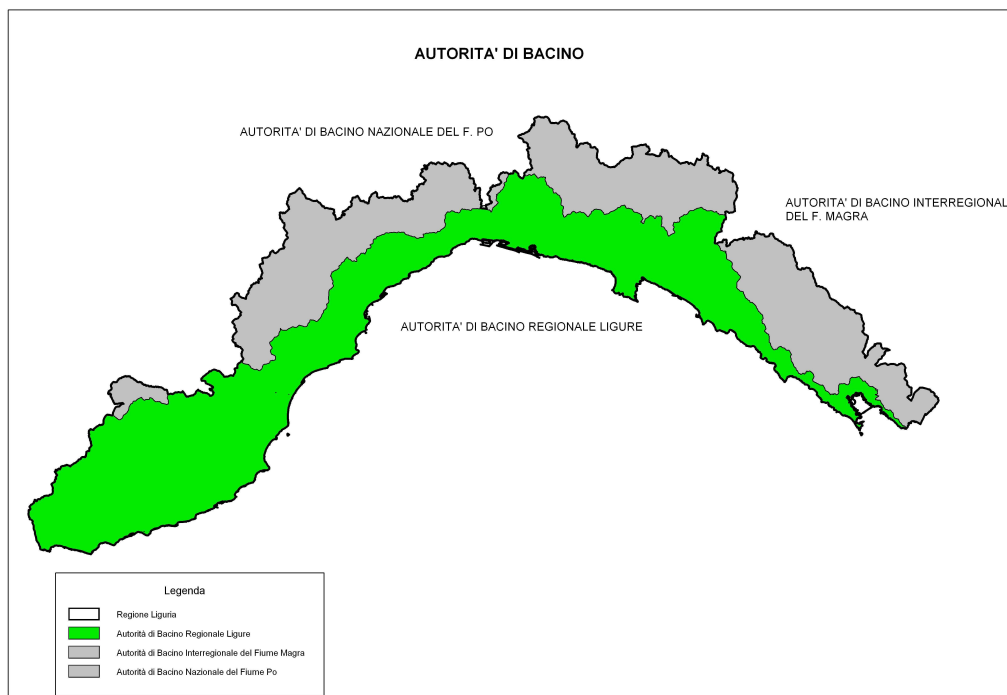 AUTORITA' DI BACINO
AUTORITA' DI BACINO NAZIONALE DEL F. PO
AUTORITA' DI BACINO INTERREGIONAL
DEL F. MAGRA
AUTORITA' DI BACINO REGIONALE LIGURE
Legenda
Regione Liguria
Autorità di Bacino Regionale Ligure
Autorità di Bacino Interregionale del Fiume Magra
Autorità di Bacino Nazionale del Fiume Po